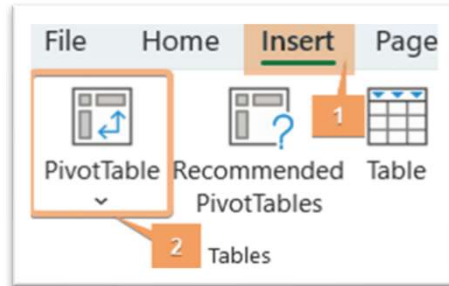 File Home Insert Page
1
PivotTable Recommended Table
PivotTables
2
Tables